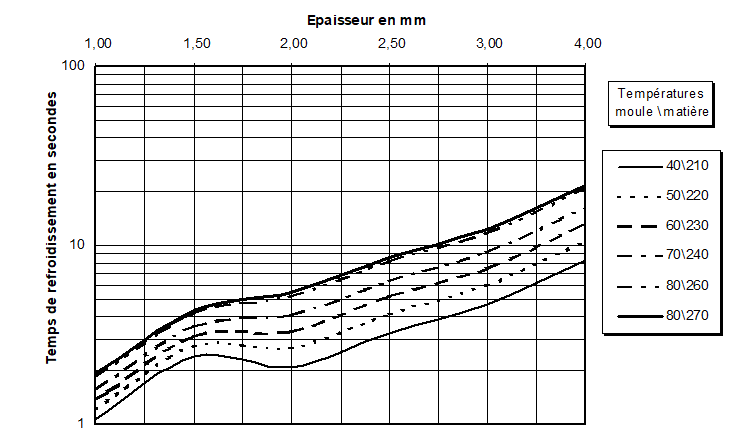 Epaisseur en mm
1,00 1,50 2,00 2,50 3,00 4,00
Temps de refroidissement en secondes
100
10
1
Températures
moule \ matière
40\210
50\220
60\230
70\240
80\260
80\270